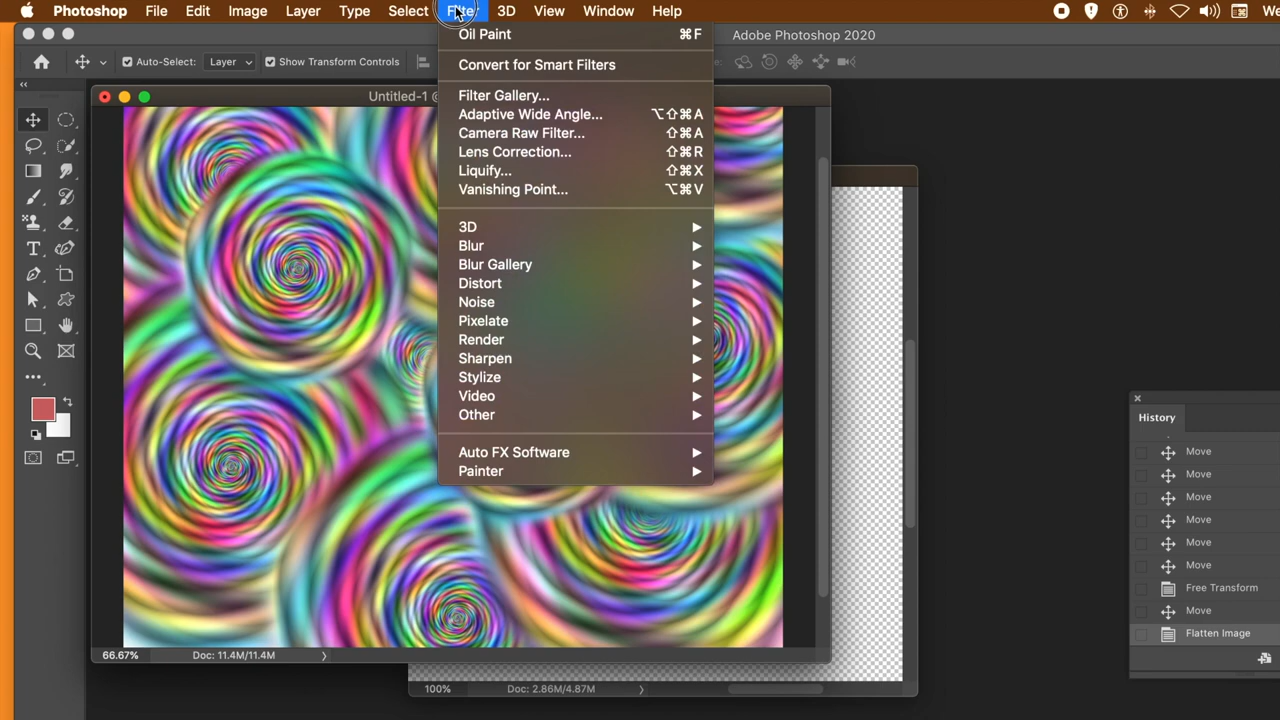 Photoshop File Edit Image Layer Type Select Filter 3D View Window Help
Adobe Photoshop 2020
Auto-Select: Layer Show Transform Controls
Untitled-1 @
Oil Paint ⌘F
Convert for Smart Filters
Filter Gallery...
Adaptive Wide Angle... ⌥⇧⌘A
Camera Raw Filter... ⇧⌘A
Lens Correction... ⇧⌘R
Liquify... ⇧⌘X
Vanishing Point... ⌥⌘V
3D
Blur
Blur Gallery
Distort
Noise
Pixelate
Render
Sharpen
Stylize
Video
Other
Auto FX Software
Painter
History
Move
Move
Move
Move
Move
Move
Free Transform
Move
Flatten Image
66.67% Doc: 11.4M/11.4M
100% Doc: 2.86M/4.87M